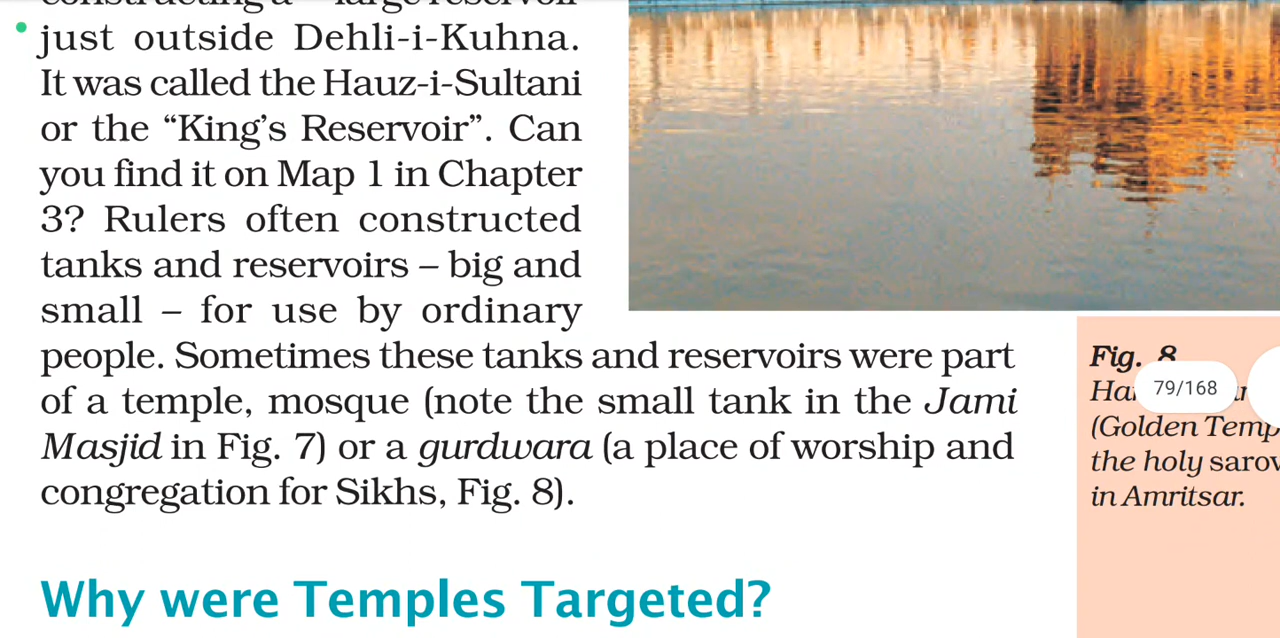 just outside Dehli-i-Kuhna.
It was called the Hauz-i-Sultani
or the “King’s Reservoir”. Can
you find it on Map 1 in Chapter
3? Rulers often constructed
tanks and reservoirs – big and
small – for use by ordinary
people. Sometimes these tanks and reservoirs were part
of a temple, mosque (note the small tank in the Jami
Masjid in Fig. 7) or a gurdwara (a place of worship and
congregation for Sikhs, Fig. 8).
Fig. 8
79/168
(Golden
the holy
in Amritsar.
Why were Temples Targeted?